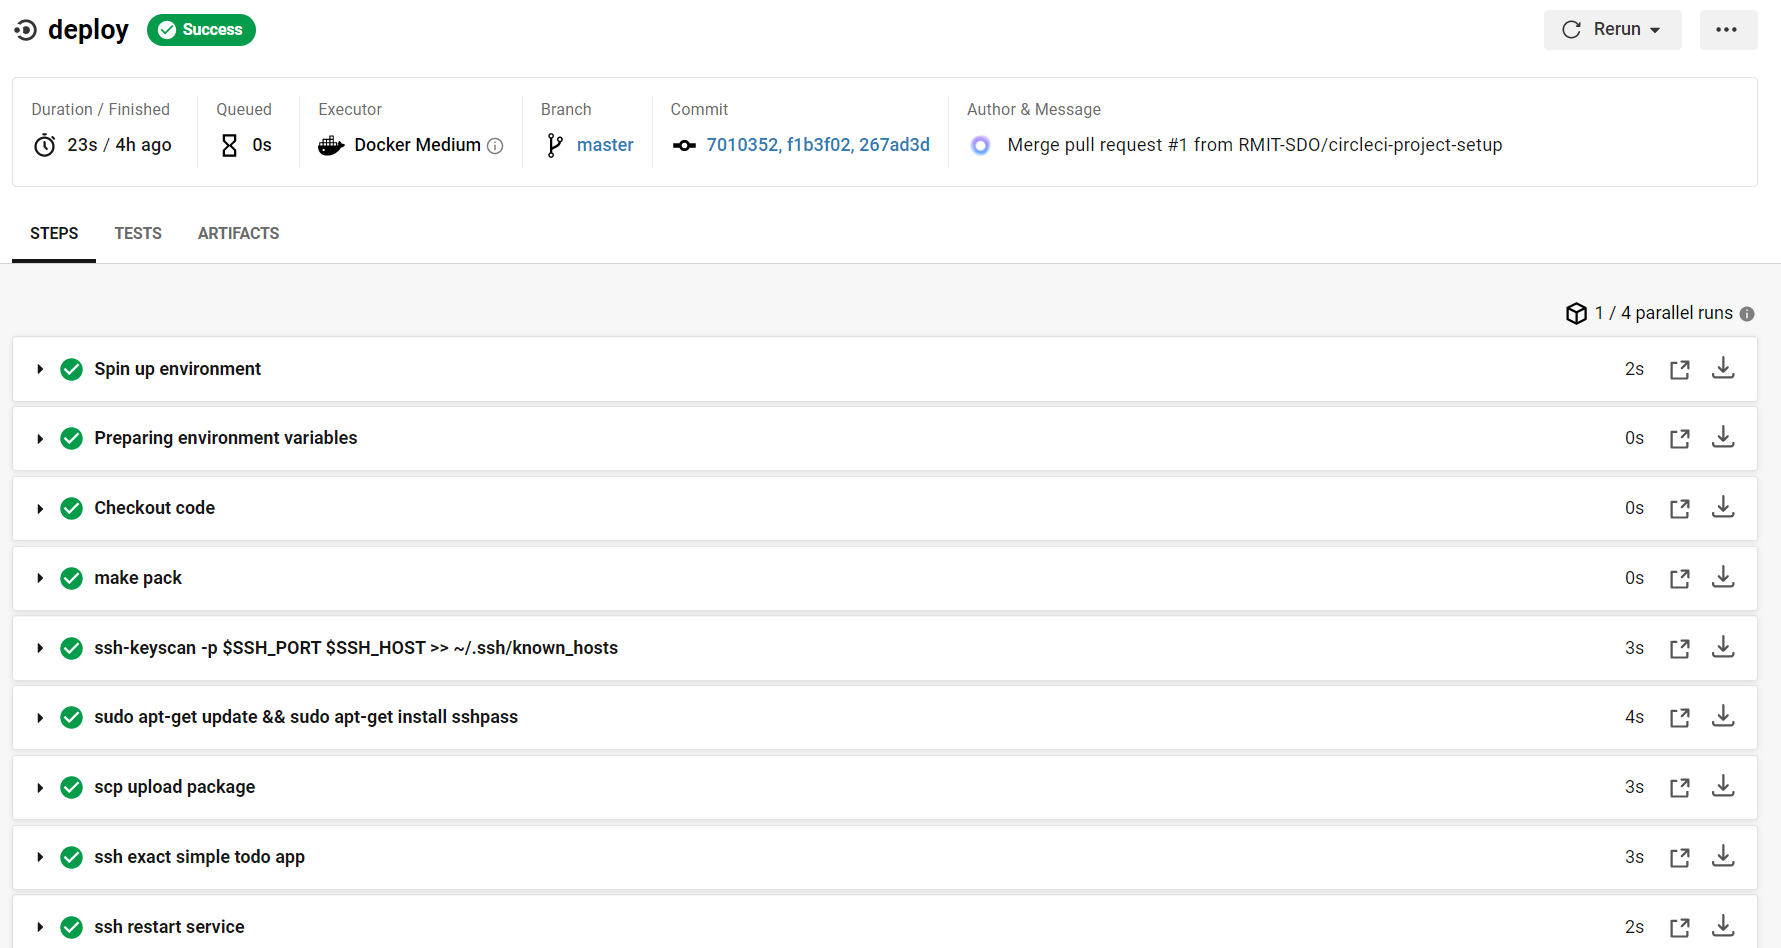 deploy Success Rerun
Duration / Finished Queued Executor Branch Commit Author & Message
23s / 4h ago 0s Docker Medium master 7010352, f1b3f02, 267ad3d Merge pull request #1 from RMIT-SDO/circleci-project-setup
STEPS TESTS ARTIFACTS
1 / 4 parallel runs
Spin up environment 2s
Preparing environment variables 0s
Checkout code 0s
make pack 0s
ssh-keyscan -p $SSH_PORT $SSH_HOST >> ~/.ssh/known_hosts 3s
sudo apt-get update && sudo apt-get install sshpass 4s
scp upload package 3s
ssh exact simple todo app 3s
ssh restart service 2s